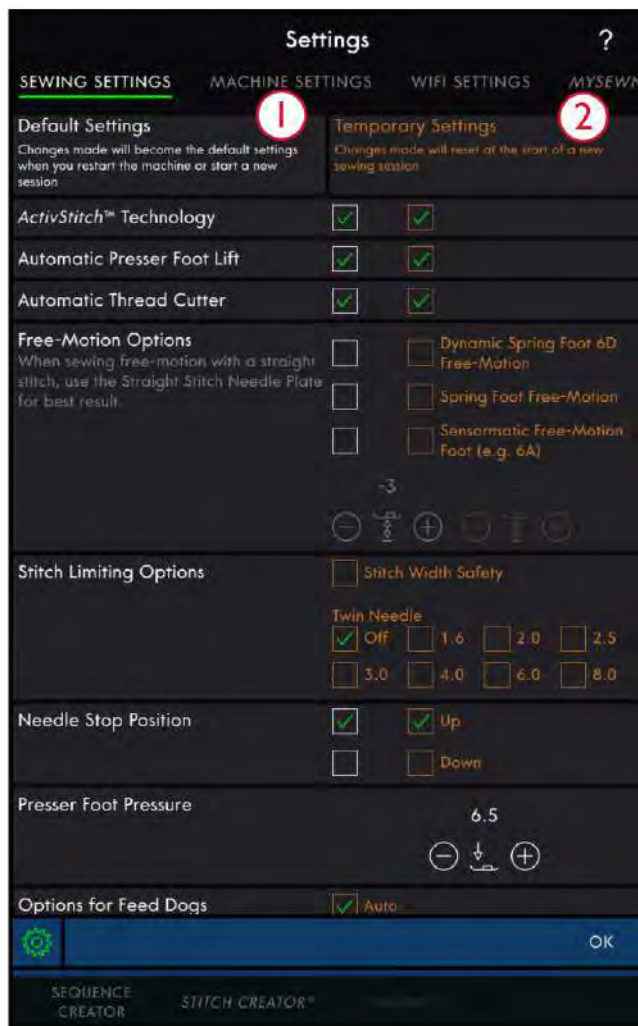 Settings ?
SEWING SETTINGS MACHINE SETTINGS WIFI SETTINGS MYSEWN
1 2
Default Settings
Changes made will become the default settings
when you restart the machine or start a new
session
Temporary Settings
Changes made will reset at the start of a new
sewing session
ActivStitch™ Technology
Automatic Presser Foot Lift
Automatic Thread Cutter
Free-Motion Options
When sewing free-motion with a straight
stitch, use the Straight Stitch Needle Plate
for best result.
Dynamic Spring Foot 6D
Free-Motion
Spring Foot Free-Motion
Sensormatic Free-Motion
Foot (e.g. 6A)
-3
Stitch Limiting Options
Stitch Width Safety
Twin Needle
Off 1.6 2.0 2.5
3.0 4.0 6.0 8.0
Needle Stop Position
Up
Down
Presser Foot Pressure
6.5
Options for Feed Dogs
Auto
OK
SEQUENCE
CREATOR
STITCH CREATOR™